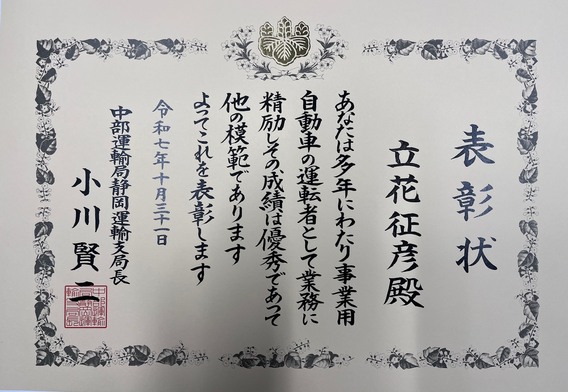 表彰状
立花征彦殿
あなたは多年にわたり事業用
自動車の運転者として業務に
精励しその成績は優秀であって
他の模範であります
よってこれを表彰します
令和七年十月三十一日
中部運輸局静岡運輸支局長
小川賢二